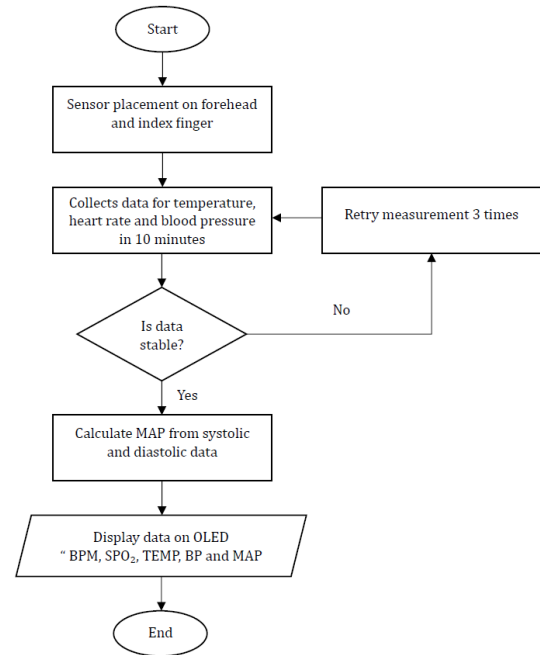 Start
Sensor placement on forehead
and index finger
Collects data for temperature,
heart rate and blood pressure
in 10 minutes
Retry measurement 3 times
Is data
stable?
No
Yes
Calculate MAP from systolic
and diastolic data
Display data on OLED
“ BPM, SPO₂, TEMP, BP and MAP
End